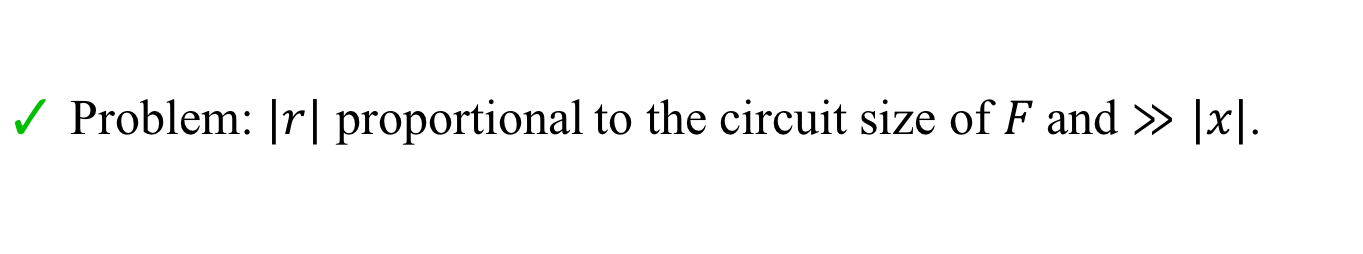 ✓ Problem: |r| proportional to the circuit size of F and ≫ |x|.